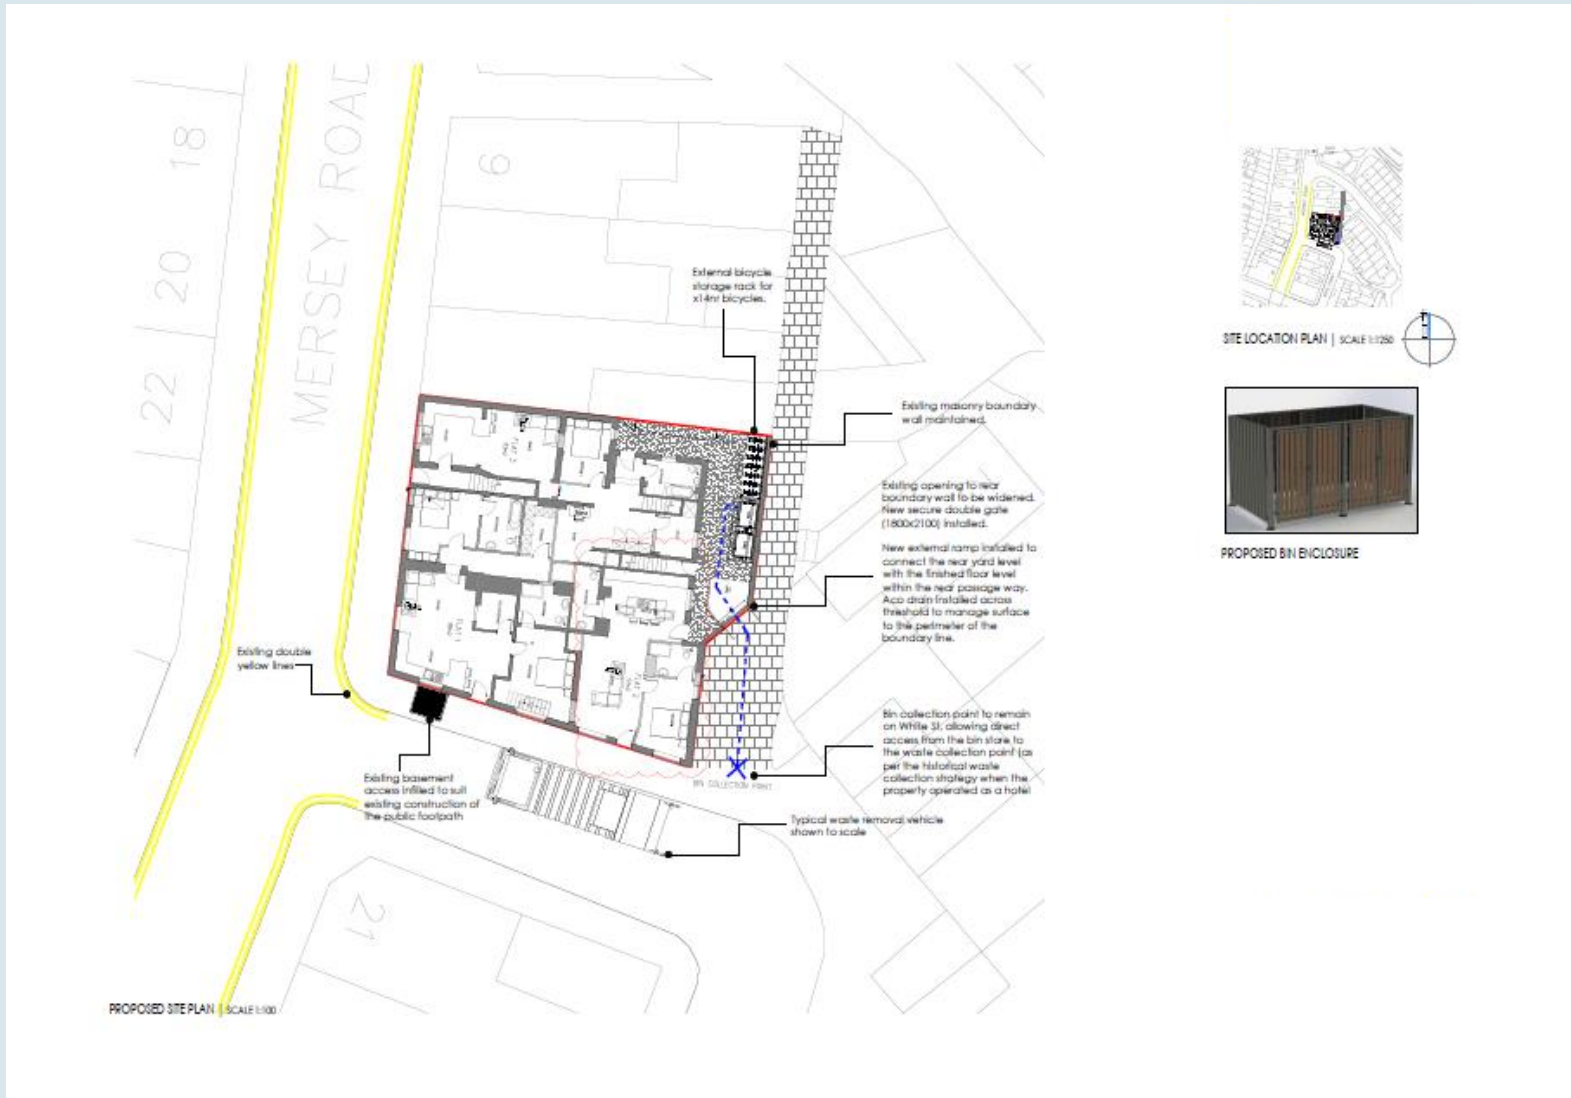 MERSEY ROAD
18
6
20
22
External bicycle
storage rack for
x14nr bicycles.
Existing masonry boundary
wall maintained.
Existing opening to rear
boundary wall to be widened.
New secure double gate
(1800x2100) installed.
New external ramp installed to
connect the rear yard level
with the finished floor level
within the rear passage way.
Aco drain installed across
threshold to manage surface
to the perimeter of the
boundary line.
Existing double
yellow lines
FLAT 3
FLAT 1
FLAT 2
Bin collection point to remain
on White St, allowing direct
access from the bin store to
the waste collection point (as
per the historical waste
collection strategy when the
property operated as a hotel
BIN COLLECTION POINT
Existing basement
access infilled to suit
existing construction of
the public footpath
Typical waste removal vehicle
shown to scale
21
PROPOSED SITE PLAN | SCALE 1:100
SITE LOCATION PLAN | SCALE 1:1250
PROPOSED BIN ENCLOSURE